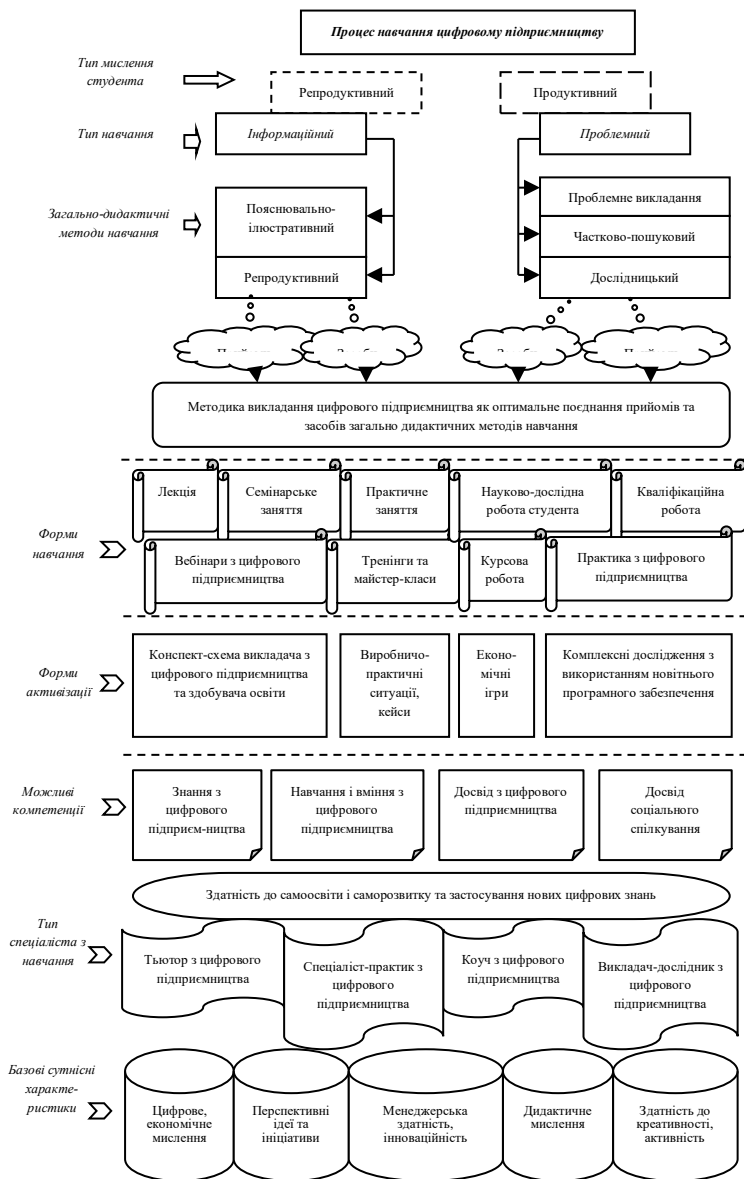 Процес навчання цифровому підприємництву
Тип мислення
студента
Репродуктивний
Продуктивний
Тип навчання
Інформаційний
Проблемний
Загально-дидактичні
методи навчання
Пояснювально-
ілюстративний
Репродуктивний
Проблемне викладання
Частково-пошуковий
Дослідницький
Методика викладання цифрового підприємництва як оптимальне поєднання прийомів та
засобів загально дидактичних методів навчання
Форми
навчання
Лекція
Семінарське
заняття
Практичне
заняття
Науково-дослідна
робота студента
Кваліфікаційна
робота
Вебінари з цифрового
підприємництва
Тренінги та
майстер-класи
Курсова
робота
Практика з цифрового
підприємництва
Форми
активізації
Конспект-схема викладача з
цифрового підприємництва
та здобувача освіти
Виробничо-
практичні
ситуації,
кейси
Еконо-
мічні
ігри
Комплексні дослідження з
використанням новітнього
програмного забезпечення
Можливі
компетенції
Знання з
цифрового
підприєм-ництва
Навчання і вміння з
цифрового
підприємництва
Досвід з цифрового
підприємництва
Досвід
соціального
спілкування
Здатність до самоосвіти і саморозвитку та застосування нових цифрових знань
Тип
спеціаліста з
навчання
Тьютор з цифрового
підприємництва
Спеціаліст-практик з
цифрового
підприємництва
Коуч з цифрового
підприємництва
Викладач-дослідник з
цифрового
підприємництва
Базові сутнісні
характе-
ристики
Цифрове,
економічне
мислення
Перспективні
ідеї та
ініціативи
Менеджерська
здатність,
інноваційність
Дидактичне
мислення
Здатність до
креативності,
активність